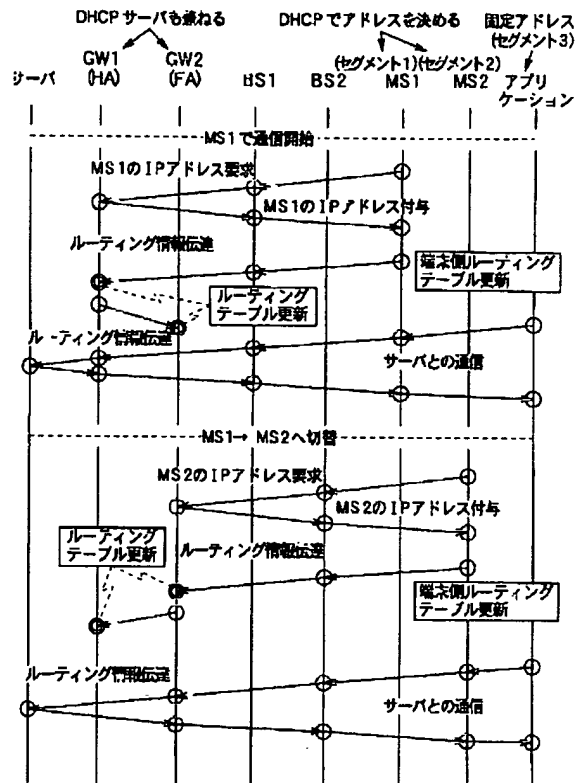 DHCPサーバも兼ねる
DHCPでアドレスを決める
固定アドレス
(セグメント3)
(セグメント1)(セグメント2)
サーバ
GW1
(HA)
GW2
(FA)
BS1
BS2
MS1
MS2
アプリ
ケーション
MS1で通信開始
MS1のIPアドレス要求
MS1のIPアドレス付与
ルーティング情報伝達
端末側ルーティング
テーブル更新
ルーティング
テーブル更新
ルーティング情報伝達
サーバとの通信
MS1→MS2へ切替
MS2のIPアドレス要求
MS2のIPアドレス付与
ルーティング
テーブル更新
ルーティング情報伝達
端末側ルーティング
テーブル更新
ルーティング情報伝達
サーバとの通信